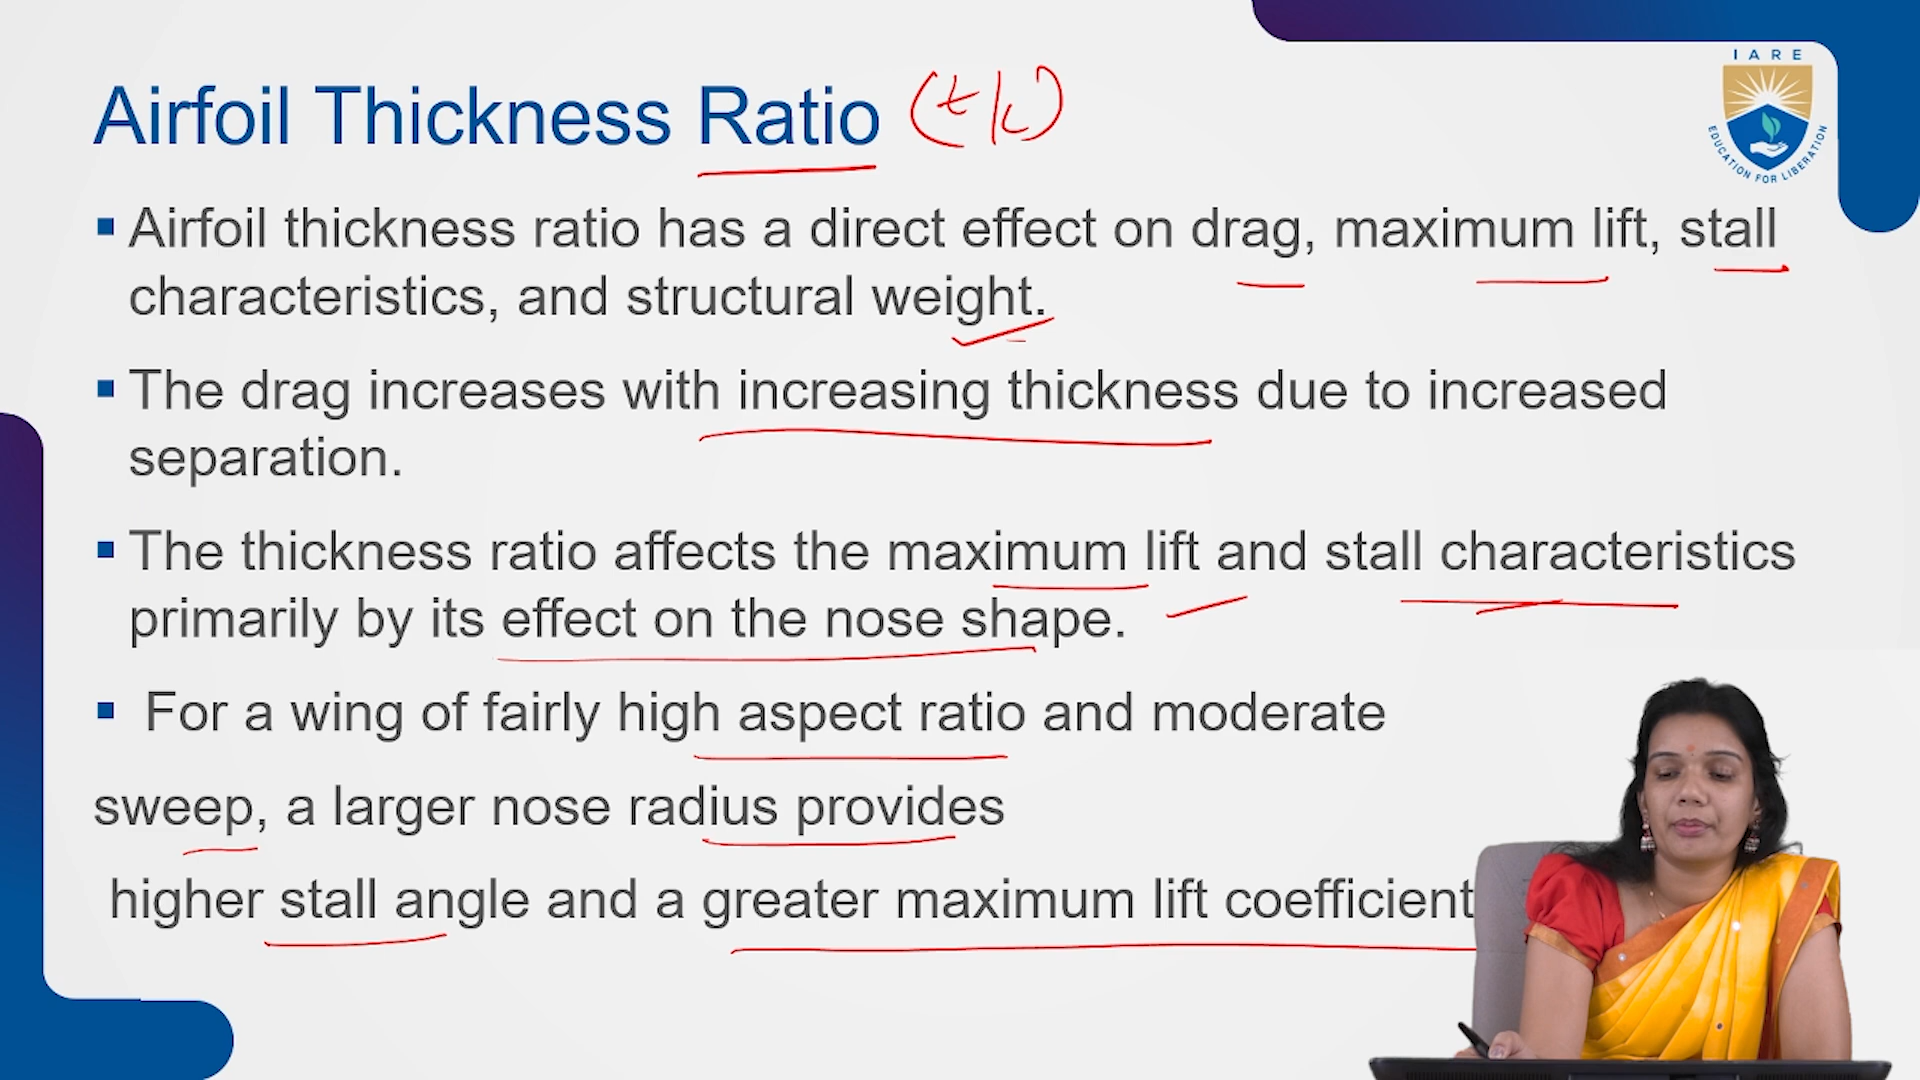 IARE
EDUCATION FOR LIBERATION
Airfoil Thickness Ratio (t/c)
Airfoil thickness ratio has a direct effect on drag, maximum lift, stall
characteristics, and structural weight.
The drag increases with increasing thickness due to increased
separation.
The thickness ratio affects the maximum lift and stall characteristics
primarily by its effect on the nose shape.
For a wing of fairly high aspect ratio and moderate
sweep, a larger nose radius provides
higher stall angle and a greater maximum lift coefficient